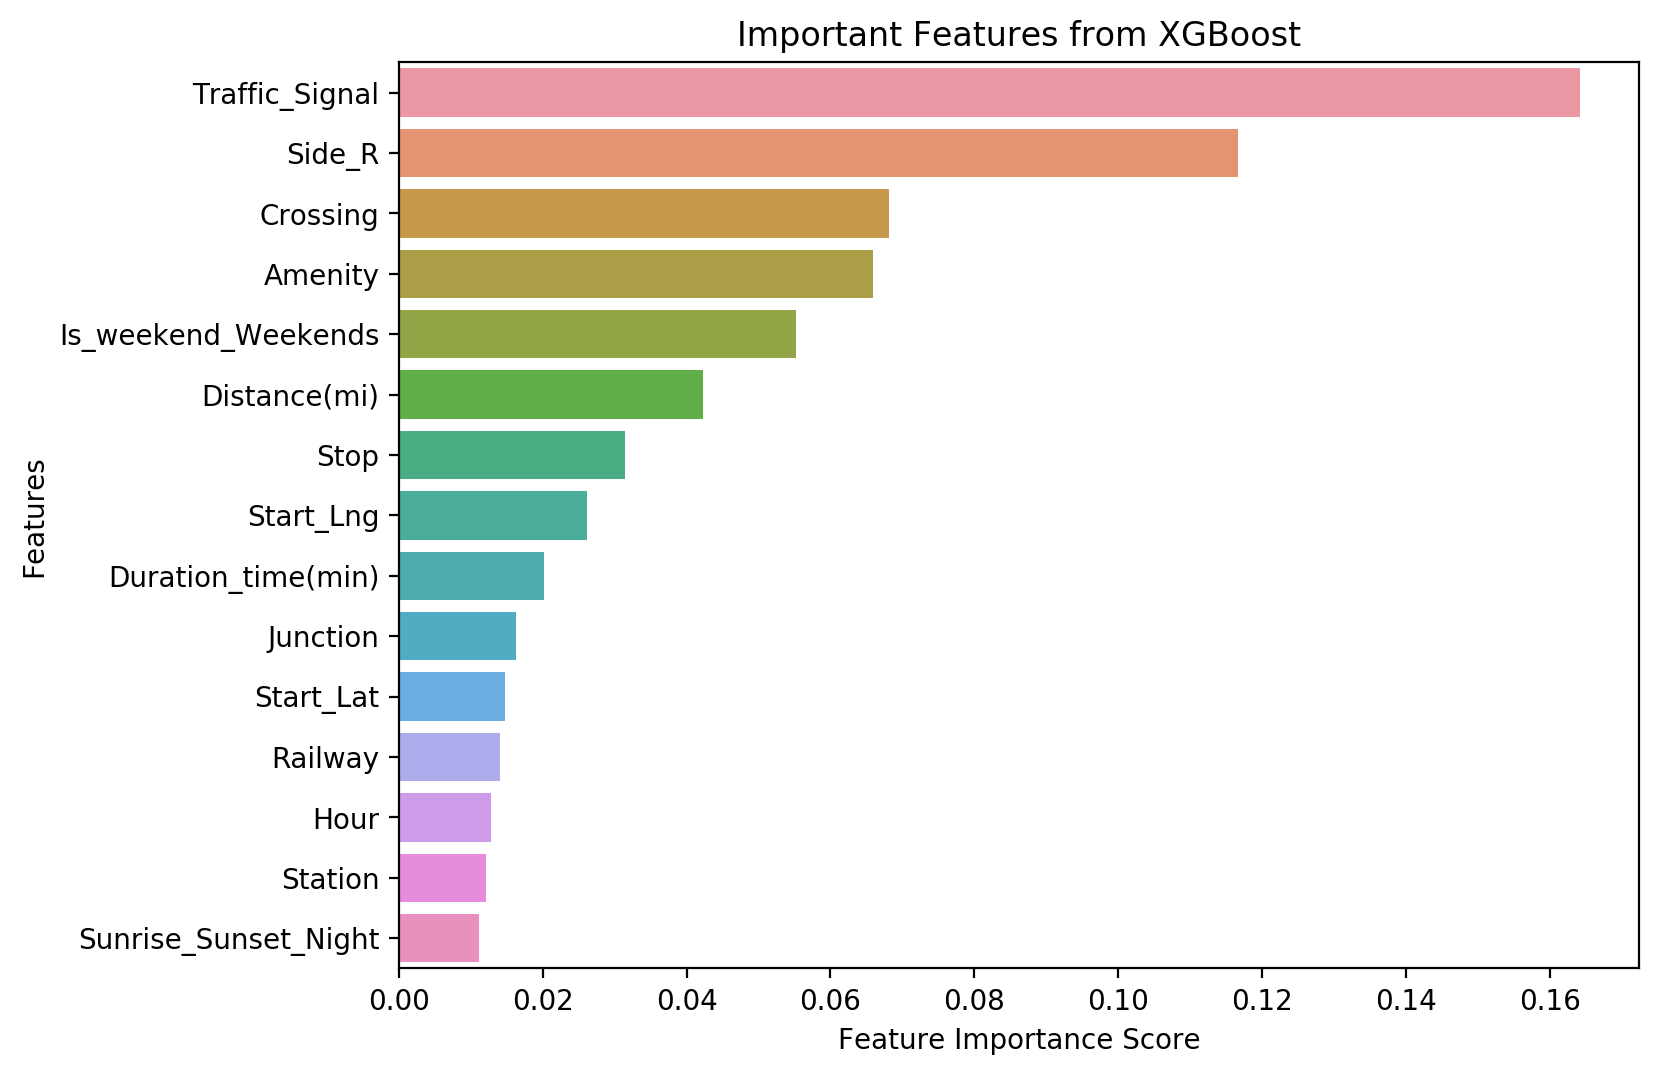 Important Features from XGBoost
Traffic_Signal
Side_R
Crossing
Amenity
Is_weekend_Weekends
Distance(mi)
Stop
Start_Lng
Duration_time(min)
Junction
Start_Lat
Railway
Hour
Station
Sunrise_Sunset_Night
Features
0.00 0.02 0.04 0.06 0.08 0.10 0.12 0.14 0.16
Feature Importance Score